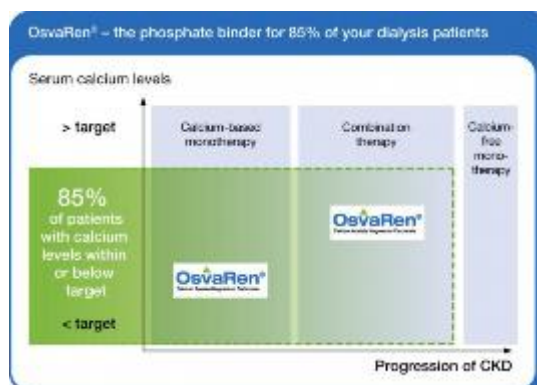 OsvaRen® – the phosphate binder for 85% of your dialysis patients
Serum calcium levels
> target
Calcium-based
monotherapy
Combination
therapy
Calcium-
free
mono-
therapy
85%
of patients
with calcium
levels within
or below
target
< target
OsvaRen®
OsvaRen®
Progression of CKD